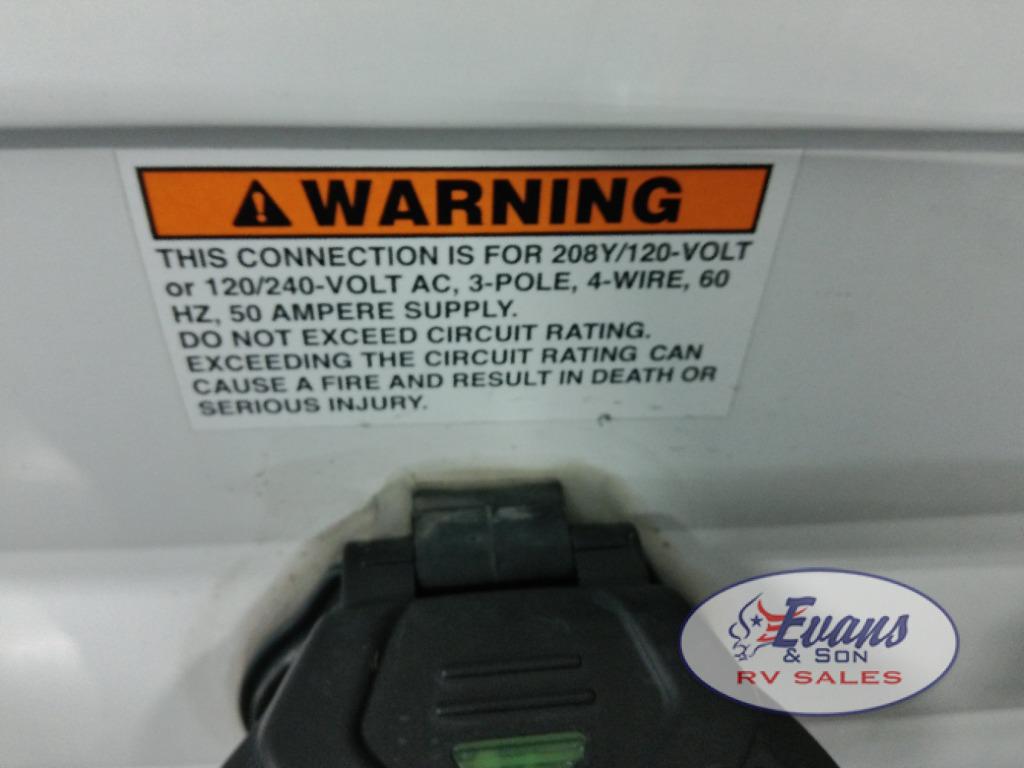 WARNING
THIS CONNECTION IS FOR 208Y/120-VOLT
or 120/240-VOLT AC, 3-POLE, 4-WIRE, 60
HZ, 50 AMPERE SUPPLY.
DO NOT EXCEED CIRCUIT RATING.
EXCEEDING THE CIRCUIT RATING CAN
CAUSE A FIRE AND RESULT IN DEATH OR
SERIOUS INJURY.
Evans
& SON
RV SALES